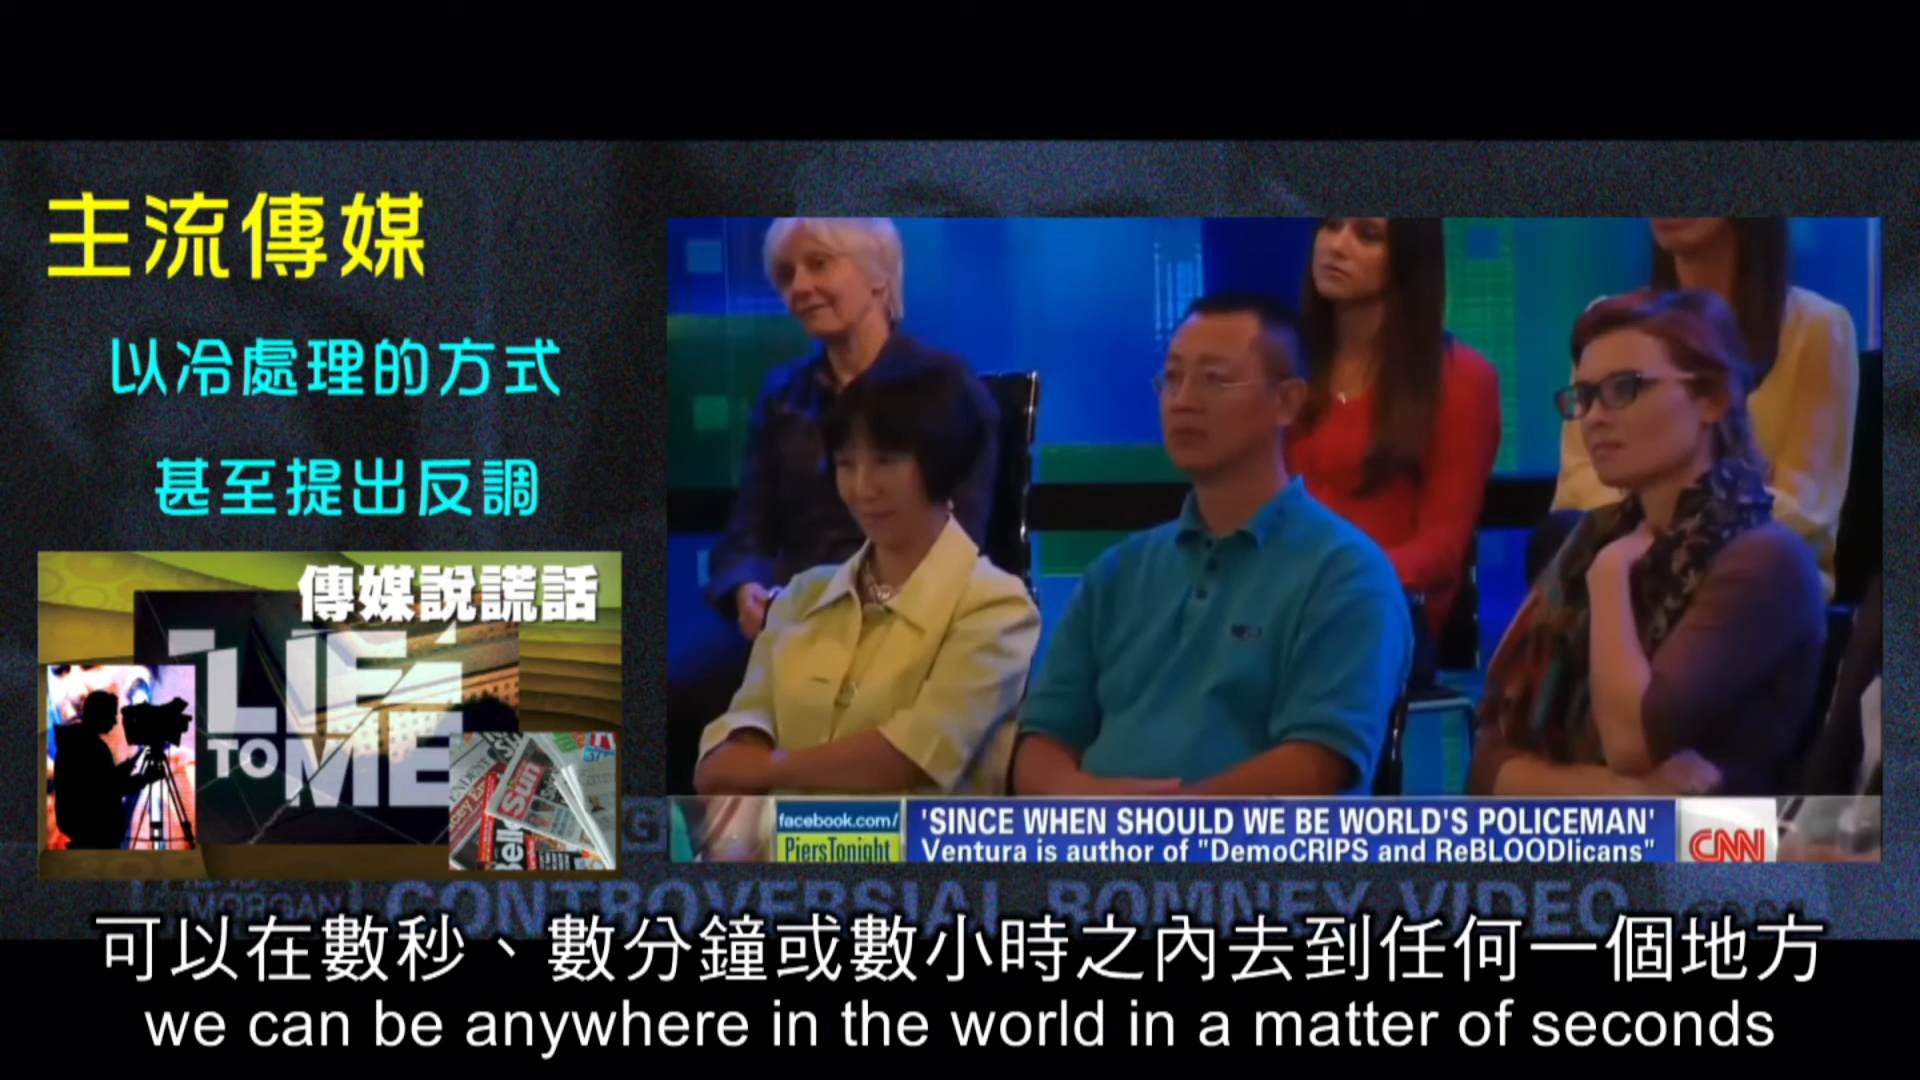 主流傳媒
以冷處理的方式
甚至提出反調
傳媒說謊話
LIE
TO ME
Sun
facebook.com/
PiersTonight
'SINCE WHEN SHOULD WE BE WORLD'S POLICEMAN'
Ventura is author of "DemoCRIPS and ReBLOODlicans"
CNN
MORGAN
CONTROVERSIAL ROMNEY VIDEO
可以在數秒、數分鐘或數小時之內去到任何一個地方
we can be anywhere in the world in a matter of seconds